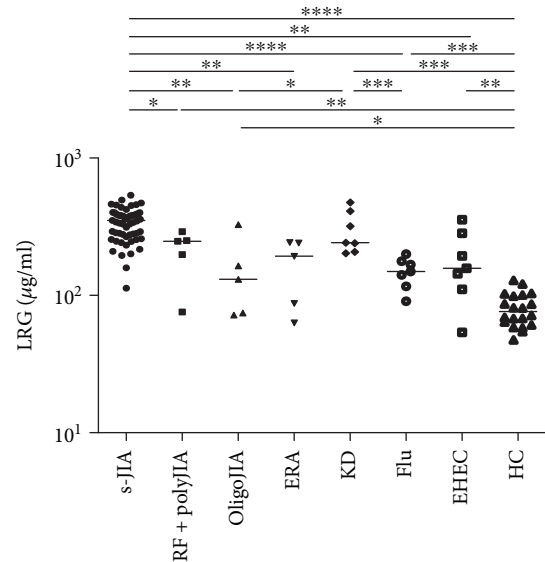 ****
**
**** ***
** ***
** * *** **
* **
*
10³
LRG (µg/ml)
10²
10¹
s-JIA
RF + polyJIA
OligoJIA
ERA
KD
Flu
EHEC
HC